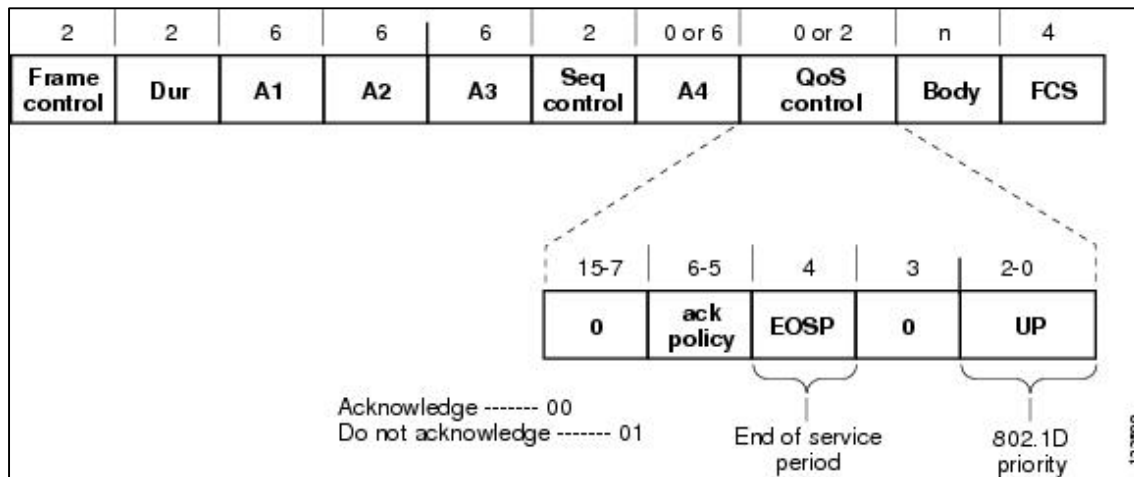 2 2 6 6 6 2 0 or 6 0 or 2 n 4
Frame control Dur A1 A2 A3 Seq control A4 QoS control Body FCS
15-7 6-5 4 3 2-0
0 ack policy EOSP 0 UP
Acknowledge ------- 00
Do not acknowledge ------- 01
End of service
period
802.1D
priority